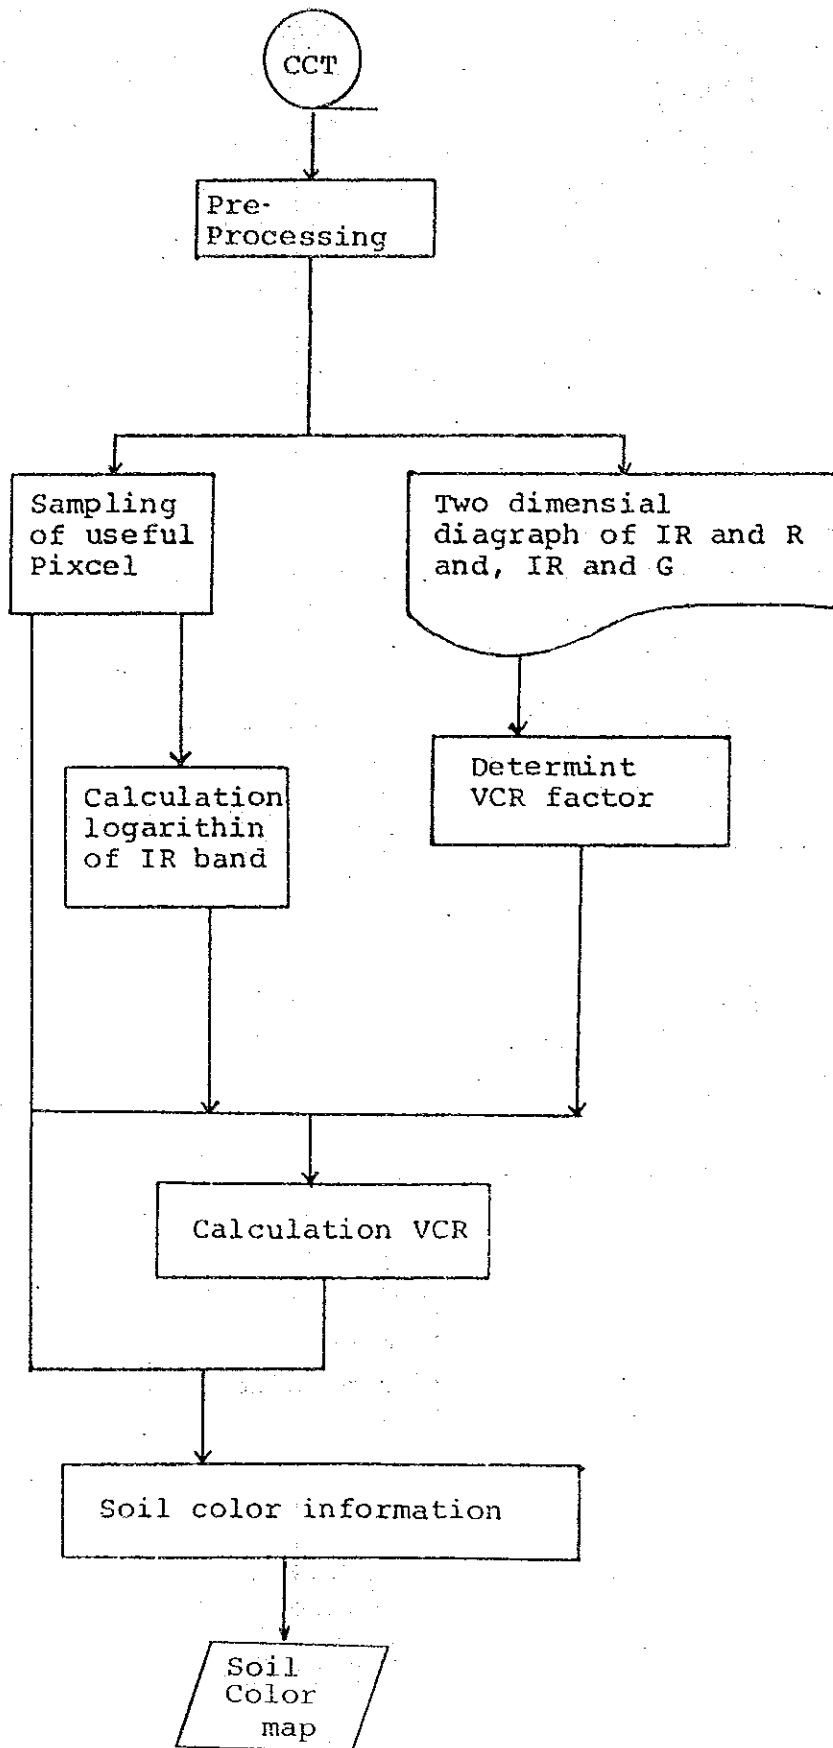 CCT
Pre-
Processing
Sampling
of useful
Pixcel
Two dimensial
diagraph of IR and R
and, IR and G
Calculation
logarithin
of IR band
Determint
VCR factor
Calculation VCR
Soil color information
Soil
Color
map